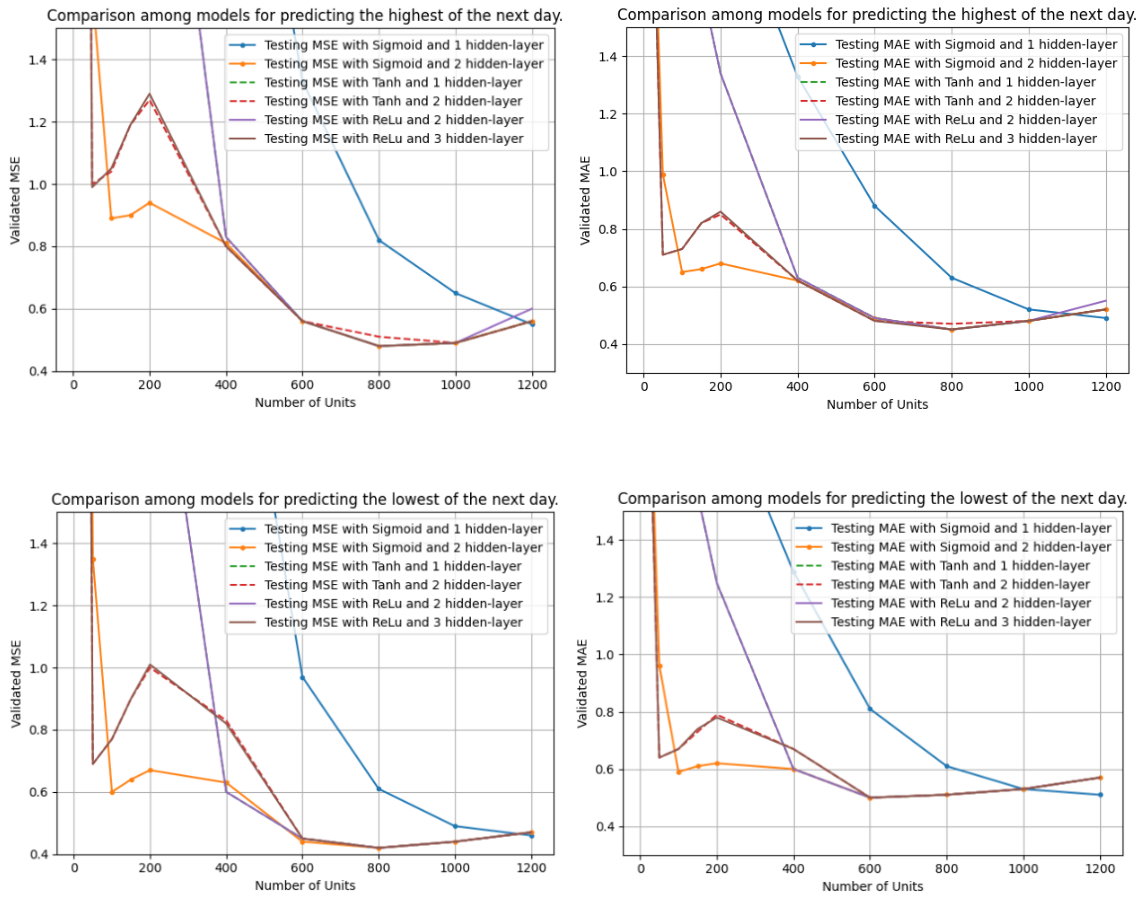 Comparison among models for predicting the highest of the next day.
Testing MSE with Sigmoid and 1 hidden-layer
Testing MSE with Sigmoid and 2 hidden-layer
Testing MSE with Tanh and 1 hidden-layer
Testing MSE with Tanh and 2 hidden-layer
Testing MSE with ReLu and 2 hidden-layer
Testing MSE with ReLu and 3 hidden-layer
Validated MSE
1.4
1.2
1.0
0.8
0.6
0.4
0 200 400 600 800 1000 1200
Number of Units
Comparison among models for predicting the highest of the next day.
Testing MAE with Sigmoid and 1 hidden-layer
Testing MAE with Sigmoid and 2 hidden-layer
Testing MAE with Tanh and 1 hidden-layer
Testing MAE with Tanh and 2 hidden-layer
Testing MAE with ReLu and 2 hidden-layer
Testing MAE with ReLu and 3 hidden-layer
Validated MAE
1.4
1.2
1.0
0.8
0.6
0.4
0 200 400 600 800 1000 1200
Number of Units
Comparison among models for predicting the lowest of the next day.
Testing MSE with Sigmoid and 1 hidden-layer
Testing MSE with Sigmoid and 2 hidden-layer
Testing MSE with Tanh and 1 hidden-layer
Testing MSE with Tanh and 2 hidden-layer
Testing MSE with ReLu and 2 hidden-layer
Testing MSE with ReLu and 3 hidden-layer
Validated MSE
1.4
1.2
1.0
0.8
0.6
0.4
0 200 400 600 800 1000 1200
Number of Units
Comparison among models for predicting the lowest of the next day.
Testing MAE with Sigmoid and 1 hidden-layer
Testing MAE with Sigmoid and 2 hidden-layer
Testing MAE with Tanh and 1 hidden-layer
Testing MAE with Tanh and 2 hidden-layer
Testing MAE with ReLu and 2 hidden-layer
Testing MAE with ReLu and 3 hidden-layer
Validated MAE
1.4
1.2
1.0
0.8
0.6
0.4
0 200 400 600 800 1000 1200
Number of Units